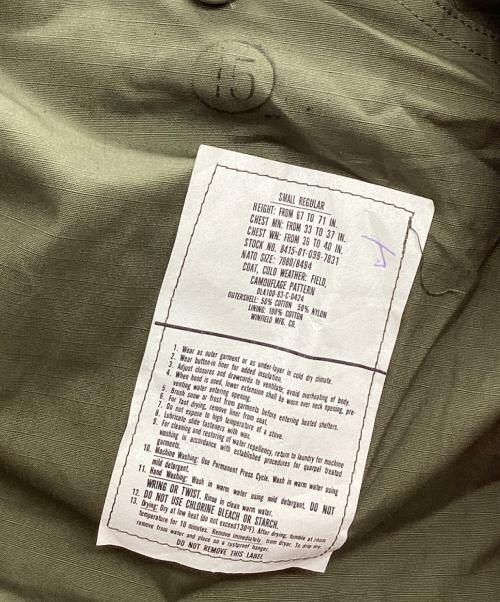 15
SMALL REGULAR
HEIGHT: FROM 67 TO 71 IN.
CHEST MN: FROM 33 TO 37 IN.
CHEST WN: FROM 36 TO 40 IN.
STOCK NO. 8415-01-099-7831
NATO SIZE: 7080/8494
COAT, COLD WEATHER: FIELD,
CAMOUFLAGE PATTERN
DLA100-83-C-0424
OUTERSHELL: 50% COTTON 50% NYLON
LINING: 100% COTTON
WINFIELD MFG. CO.
1. Wear as outer garment or as under-layer in cold dry climate.
2. Wear button-in liner for added insulation.
3. Adjust closures and drawcords to ventilate, avoid overheating of body.
4. When hood is used, lower extension shall be worn over neck opening, pre-
venting water entering opening.
5. Brush snow or frost from garments before entering heated shelters.
6. For fast drying, remove liner from coat.
7. Do not expose to high temperature of a stove.
8. Lubricate slide fasteners with wax.
9. For cleaning and restoring of water repellency, return to laundry for machine
washing in accordance with established procedures for quarpel treated
garments.
10. Machine Washing: Use Permanent Press Cycle. Wash in warm water using
mild detergent.
11. Hand Washing: Wash in warm water using mild detergent. DO NOT
WRING OR TWIST. Rinse in clean warm water.
12. DO NOT USE CHLORINE BLEACH OR STARCH.
13. Drying: Dry at low heat (do not exceed 130°F). After drying, tumble at room
temperature for 10 minutes. Remove immediately from dryer. To drip dry,
remove from water and place on a rustproof hanger.
DO NOT REMOVE THIS LABEL